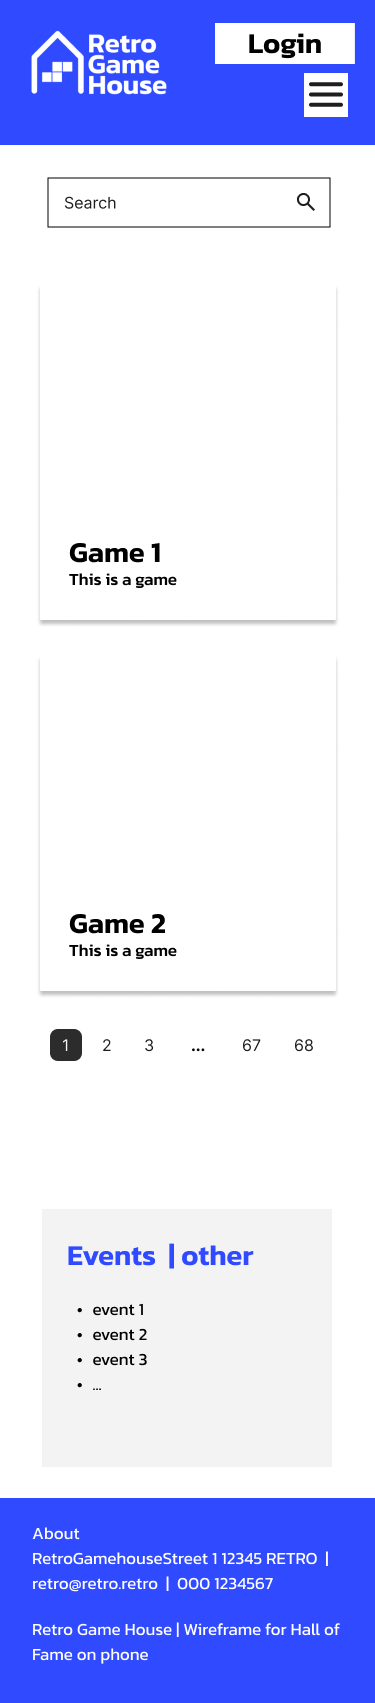 Retro
Game
House
Login
Search
Game 1
This is a game
Game 2
This is a game
1 2 3 ... 67 68
Events | other
• event 1
• event 2
• event 3
• ...
About
RetroGamehouseStreet 1 12345 RETRO |
retro@retro.retro | 000 1234567
Retro Game House | Wireframe for Hall of
Fame on phone